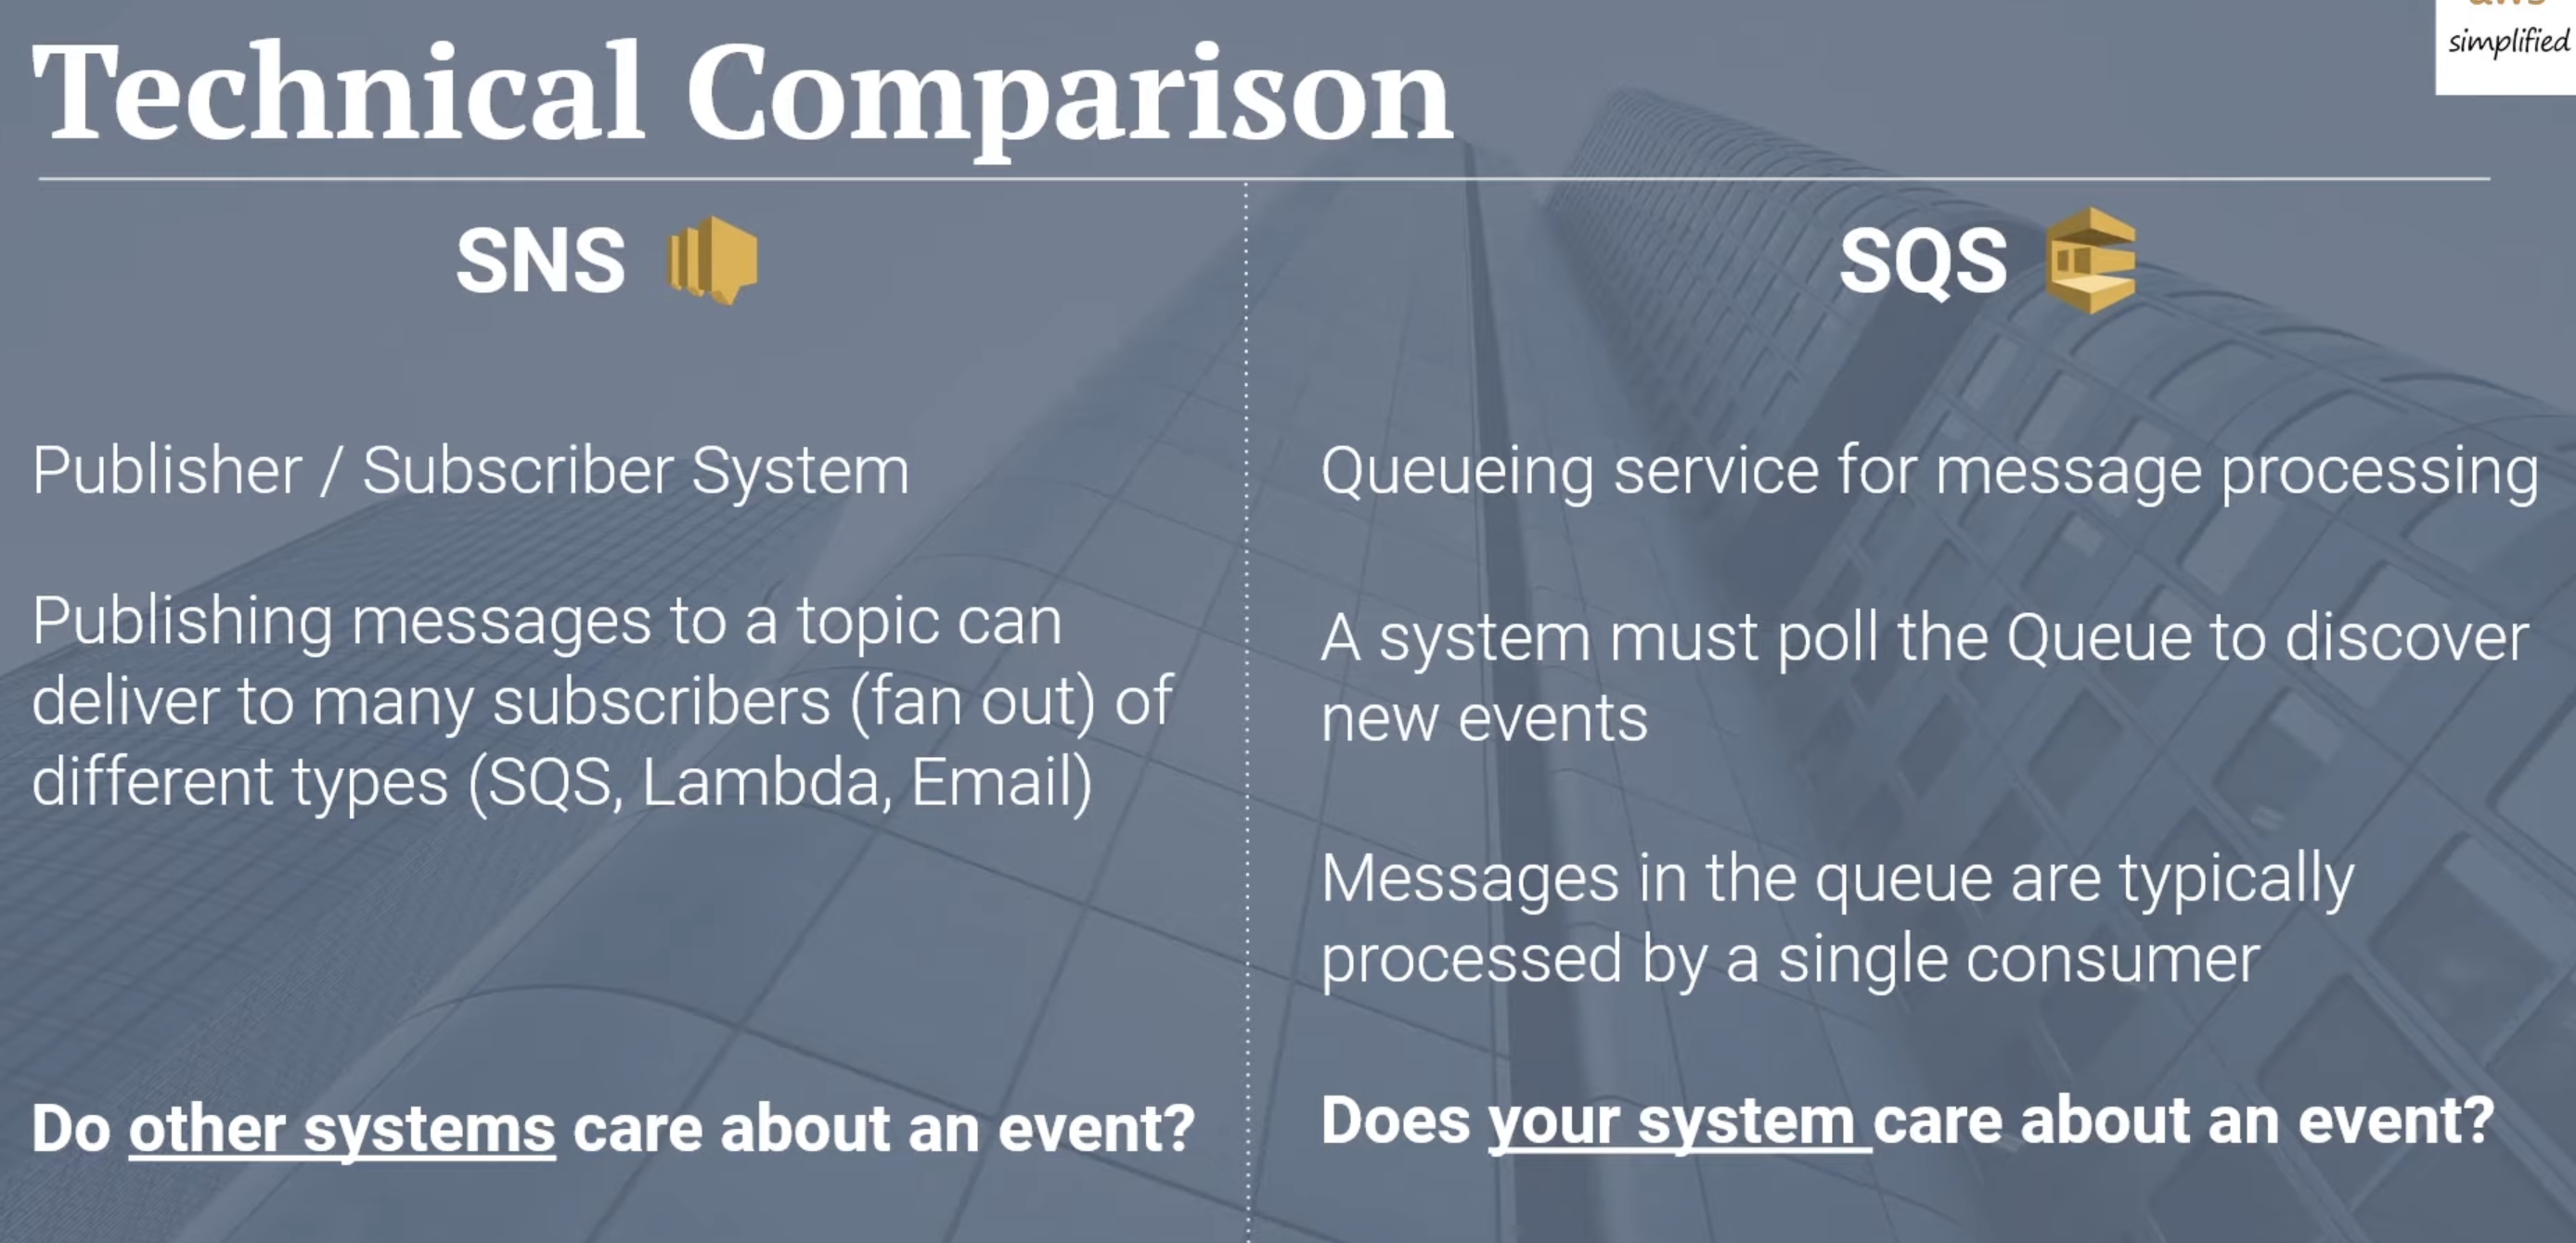 simplified
Technical Comparison
SNS
Publisher / Subscriber System
Publishing messages to a topic can
deliver to many subscribers (fan out) of
different types (SQS, Lambda, Email)
Do other systems care about an event?
SQS
Queueing service for message processing
A system must poll the Queue to discover
new events
Messages in the queue are typically
processed by a single consumer
Does your system care about an event?